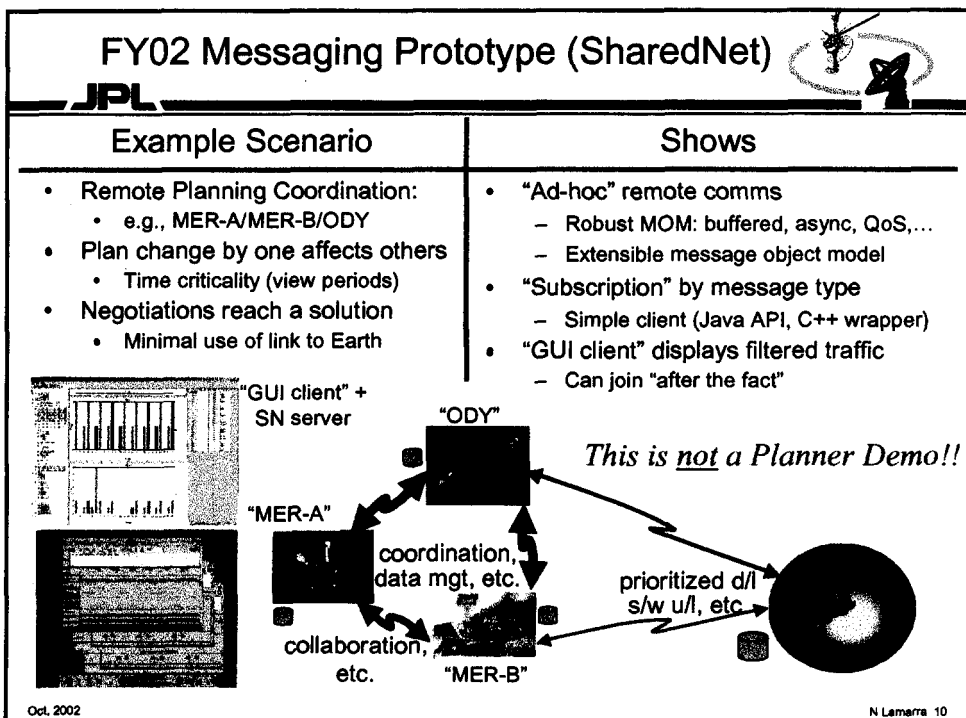 FY02 Messaging Prototype (SharedNet)
JPL
Example Scenario
• Remote Planning Coordination:
• e.g., MER-A/MER-B/ODY
• Plan change by one affects others
• Time criticality (view periods)
• Negotiations reach a solution
• Minimal use of link to Earth
Shows
• “Ad-hoc” remote comms
– Robust MOM: buffered, async, QoS,...
– Extensible message object model
• “Subscription” by message type
– Simple client (Java API, C++ wrapper)
• “GUI client” displays filtered traffic
– Can join “after the fact”
“GUI client” +
SN server
“ODY”
This is not a Planner Demo!!
“MER-A”
coordination,
data mgt, etc.
prioritized d/l
s/w u/l, etc.
collaboration,
etc.
“MER-B”
Oct. 2002
N Lamarra 10